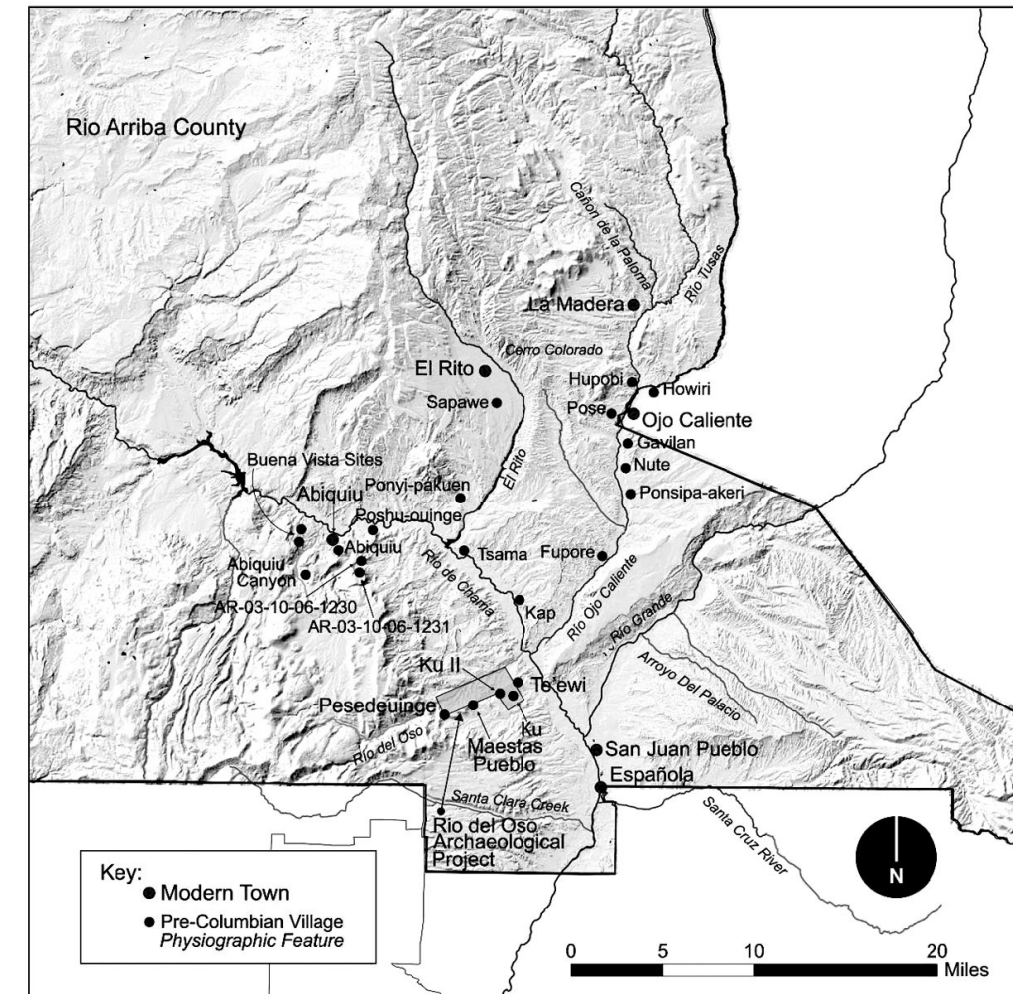 Rio Arriba County
Cañon de la Paloma
Rio Tusas
La Madera
Cerro Colorado
El Rito
Hupobi
Howiri
Sapawe
Pose
Ojo Caliente
Gavilan
Buena Vista Sites
El Rito
Nute
Abiquiu
Ponyi-pakuen
Ponsipa-akeri
Poshu-ouinge
Abiquiu
Tsama
Fupore
Abiquiu
Canyon
Rio de Chama
Rio Ojo Caliente
AR-03-10-06-1230
Kap
Rio Grande
AR-03-10-06-1231
Ku II
Te'ewi
Arroyo Del Palacio
Pesedeuinge
Ku
Rio del Oso
Maestas
Pueblo
San Juan Pueblo
Española
Santa Clara Creek
Santa Cruz River
Rio del Oso
Archaeological
Project
N
Key:
Modern Town
Pre-Columbian Village
Physiographic Feature
0 5 10 20
Miles